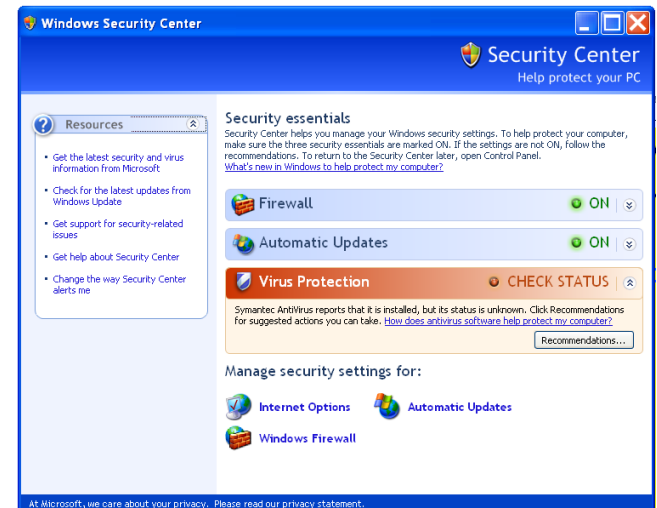 Windows Security Center
Security Center
Help protect your PC
Resources
Get the latest security and virus
information from Microsoft
Check for the latest updates from
Windows Update
Get support for security-related
issues
Get help about Security Center
Change the way Security Center
alerts me
Security essentials
Security Center helps you manage your Windows security settings. To help protect your computer,
make sure the three security essentials are marked ON. If the settings are not ON, follow the
recommendations. To return to the Security Center later, open Control Panel.
What's new in Windows to help protect my computer?
Firewall ON
Automatic Updates ON
Virus Protection CHECK STATUS
Symantec AntiVirus reports that it is installed, but its status is unknown. Click Recommendations
for suggested actions you can take. How does antivirus software help protect my computer?
Recommendations...
Manage security settings for:
Internet Options Automatic Updates
Windows Firewall
At Microsoft, we care about your privacy. Please read our privacy statement.